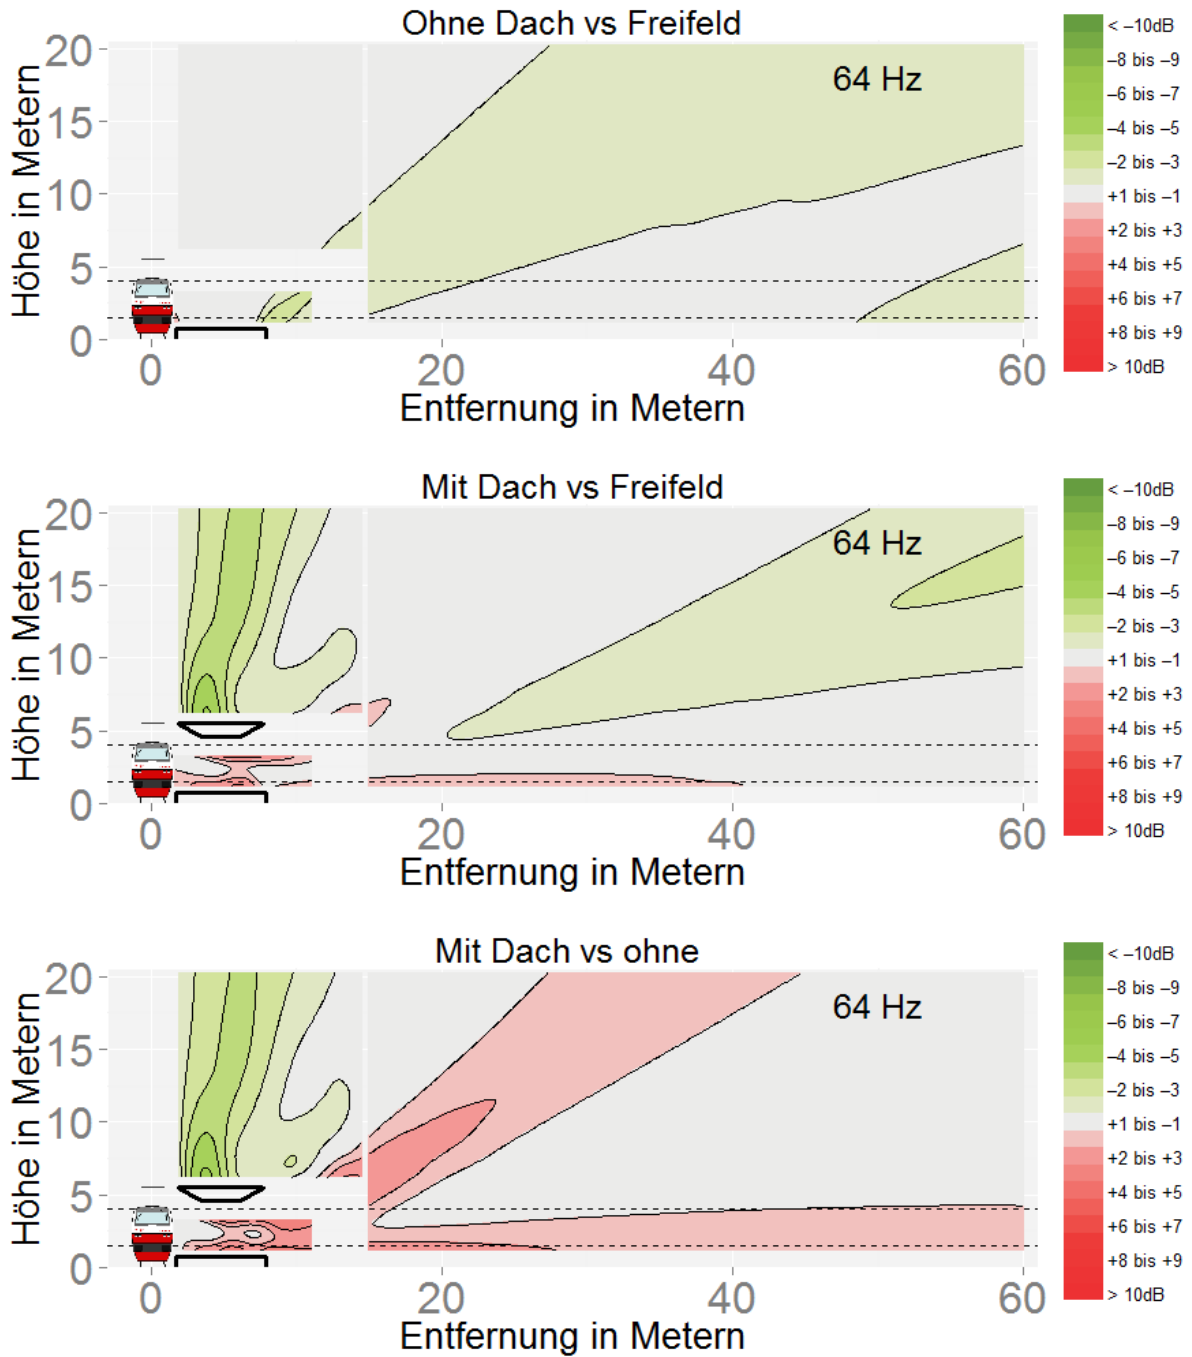 Ohne Dach vs Freifeld
64 Hz
Höhe in Metern
20
15
10
5
0
0 20 40 60
Entfernung in Metern
< –10dB
–8 bis –9
–6 bis –7
–4 bis –5
–2 bis –3
+1 bis –1
+2 bis +3
+4 bis +5
+6 bis +7
+8 bis +9
> 10dB
Mit Dach vs Freifeld
64 Hz
Höhe in Metern
20
15
10
5
0
0 20 40 60
Entfernung in Metern
< –10dB
–8 bis –9
–6 bis –7
–4 bis –5
–2 bis –3
+1 bis –1
+2 bis +3
+4 bis +5
+6 bis +7
+8 bis +9
> 10dB
Mit Dach vs ohne
64 Hz
Höhe in Metern
20
15
10
5
0
0 20 40 60
Entfernung in Metern
< –10dB
–8 bis –9
–6 bis –7
–4 bis –5
–2 bis –3
+1 bis –1
+2 bis +3
+4 bis +5
+6 bis +7
+8 bis +9
> 10dB